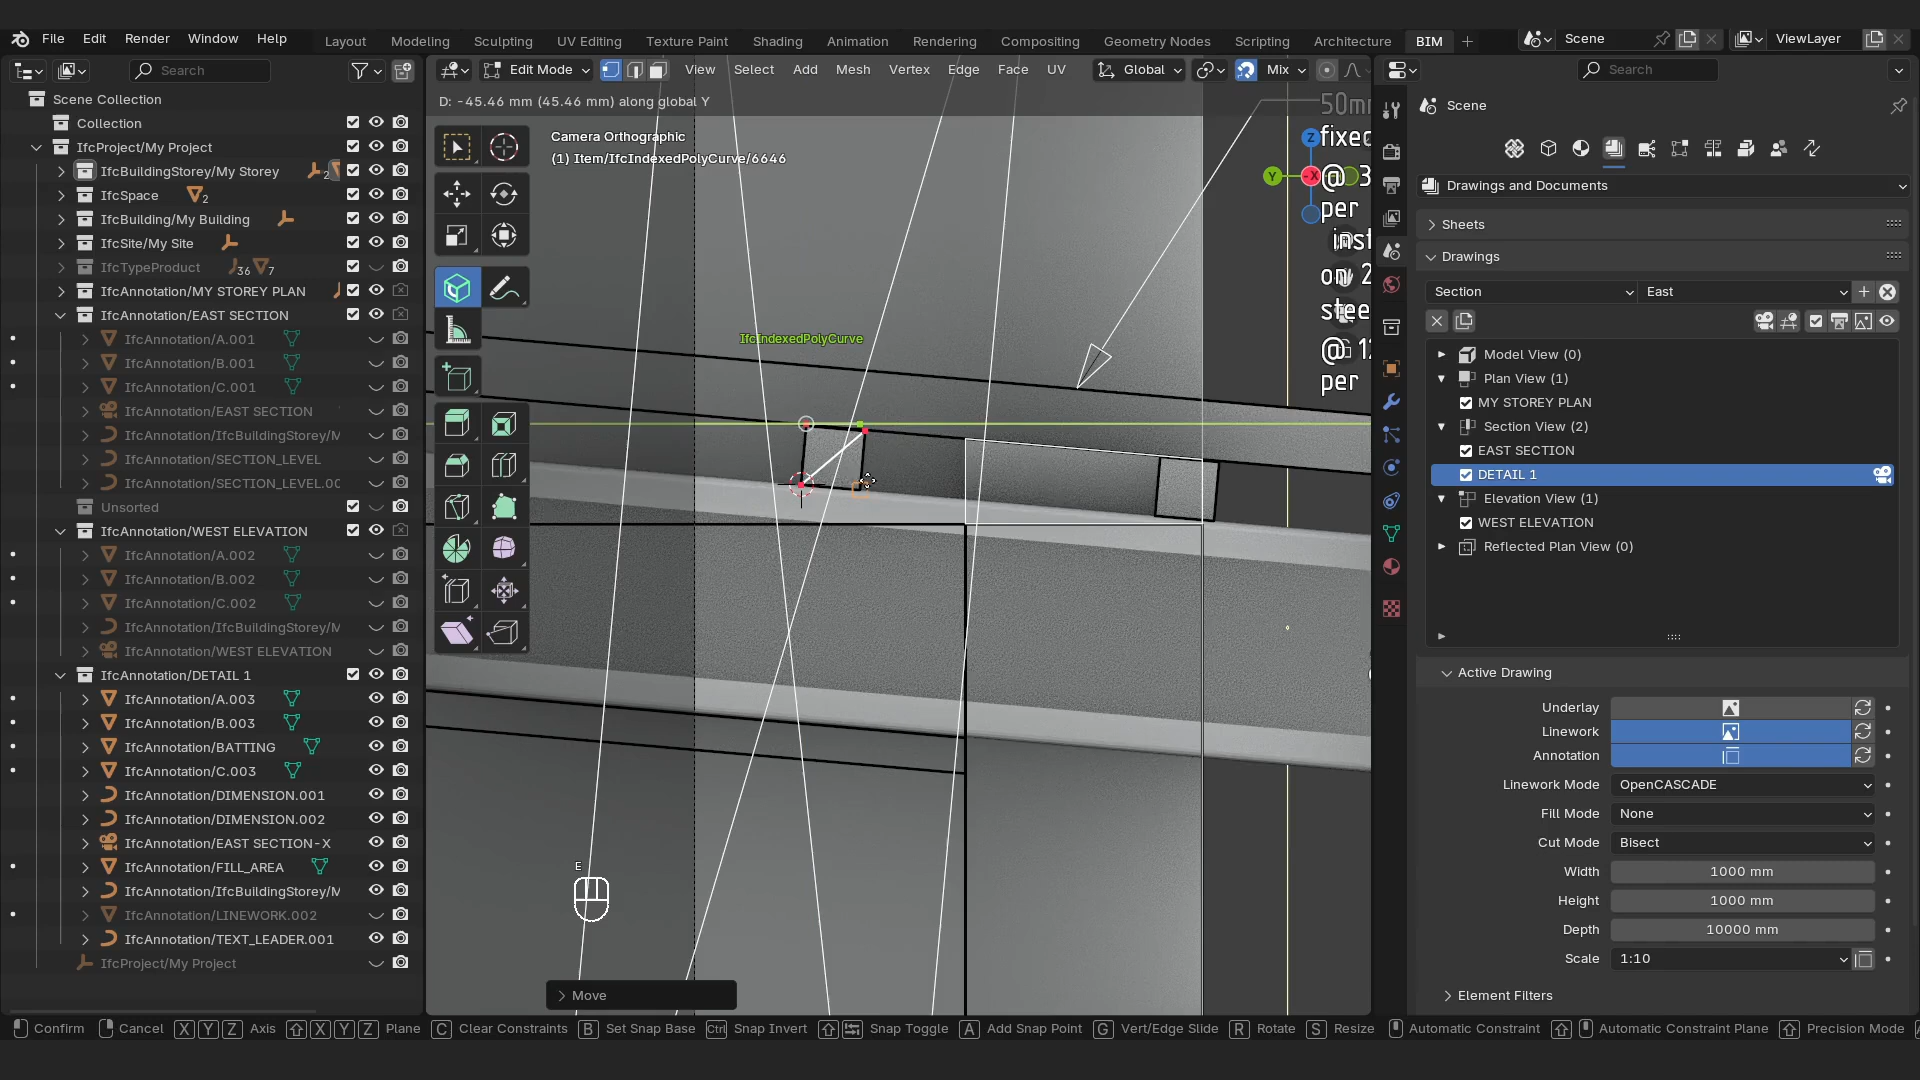 File Edit Render Window Help
Layout Modeling Sculpting UV Editing Texture Paint Shading Animation Rendering Compositing Geometry Nodes Scripting Architecture BIM
Scene
ViewLayer
Search
Edit Mode View Select Add Mesh Vertex Edge Face UV Global Mix
Search
D: -45.46 mm (45.46 mm) along global Y
Camera Orthographic
(1) Item/IfcIndexedPolyCurve/6646
IfcIndexedPolyCurve
Z
Y
-X
fixed
@ 3
per
on 2
stee
@ 12
per
E
Move
Scene Collection
Collection
IfcProject/My Project
IfcBuildingStorey/My Storey 2
IfcSpace 2
IfcBuilding/My Building
IfcSite/My Site
IfcTypeProduct 36 7
IfcAnnotation/MY STOREY PLAN
IfcAnnotation/EAST SECTION
IfcAnnotation/A.001
IfcAnnotation/B.001
IfcAnnotation/C.001
IfcAnnotation/EAST SECTION
IfcAnnotation/IfcBuildingStorey/M
IfcAnnotation/SECTION_LEVEL
IfcAnnotation/SECTION_LEVEL.00
Unsorted
IfcAnnotation/WEST ELEVATION
IfcAnnotation/A.002
IfcAnnotation/B.002
IfcAnnotation/C.002
IfcAnnotation/IfcBuildingStorey/M
IfcAnnotation/WEST ELEVATION
IfcAnnotation/DETAIL 1
IfcAnnotation/A.003
IfcAnnotation/B.003
IfcAnnotation/BATTING
IfcAnnotation/C.003
IfcAnnotation/DIMENSION.001
IfcAnnotation/DIMENSION.002
IfcAnnotation/EAST SECTION-X
IfcAnnotation/FILL_AREA
IfcAnnotation/IfcBuildingStorey/M
IfcAnnotation/LINEWORK.002
IfcAnnotation/TEXT_LEADER.001
IfcProject/My Project
Scene
Drawings and Documents
Sheets
Drawings
Section East
Model View (0)
Plan View (1)
MY STOREY PLAN
Section View (2)
EAST SECTION
DETAIL 1
Elevation View (1)
WEST ELEVATION
Reflected Plan View (0)
Active Drawing
Underlay
Linework
Annotation
Linework Mode OpenCASCADE
Fill Mode None
Cut Mode Bisect
Width 1000 mm
Height 1000 mm
Depth 10000 mm
Scale 1:10
Element Filters
Confirm Cancel X Y Z Axis X Y Z Plane C Clear Constraints B Set Snap Base Ctrl Snap Invert Snap Toggle A Add Snap Point G Vert/Edge Slide R Rotate S Resize Automatic Constraint Automatic Constraint Plane Precision Mode